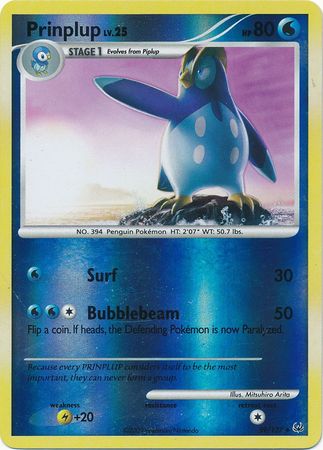 Prinplup LV.25
HP 80
STAGE 1 Evolves from Piplup
NO. 394 Penguin Pokémon HT: 2'07" WT: 50.7 lbs.
Surf 30
Bubblebeam 50
Flip a coin. If heads, the Defending Pokémon is now Paralyzed.
Because every PRINPLUP considers itself to be the most
important, they can never form a group.
Illus. Mitsuhiro Arita
weakness resistance retreat cost
+20